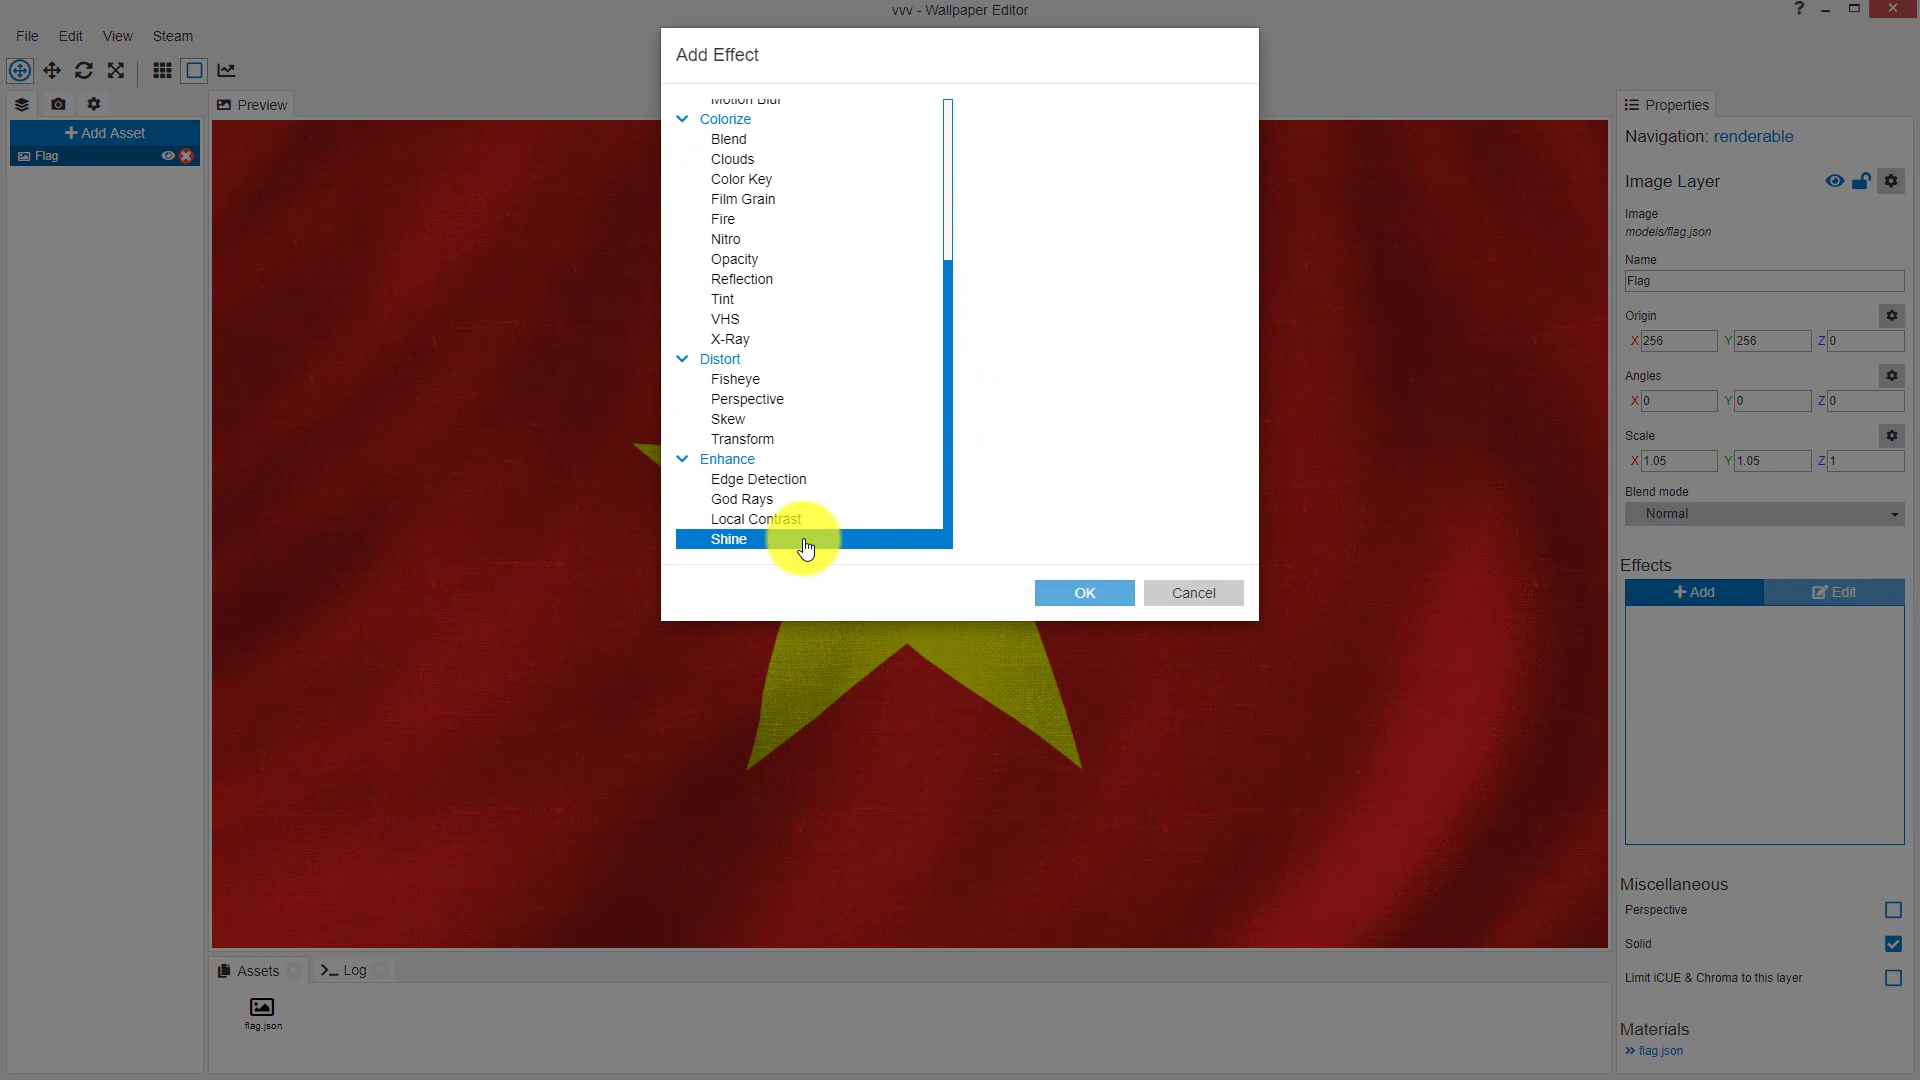 vvv - Wallpaper Editor
?
File Edit View Steam
Preview
Add Asset
Flag
Add Effect
Motion Blur
Colorize
Blend
Clouds
Color Key
Film Grain
Fire
Nitro
Opacity
Reflection
Tint
VHS
X-Ray
Distort
Fisheye
Perspective
Skew
Transform
Enhance
Edge Detection
God Rays
Local Contrast
Shine
OK Cancel
Properties
Navigation: renderable
Image Layer
Image
models/flag.json
Name
Flag
Origin
X 256 Y 256 Z 0
Angles
X 0 Y 0 Z 0
Scale
X 1.05 Y 1.05 Z 1
Blend mode
Normal
Effects
Add Edit
Miscellaneous
Perspective
Solid
Limit iCUE & Chroma to this layer
Materials
flag.json
Assets Log
flag.json